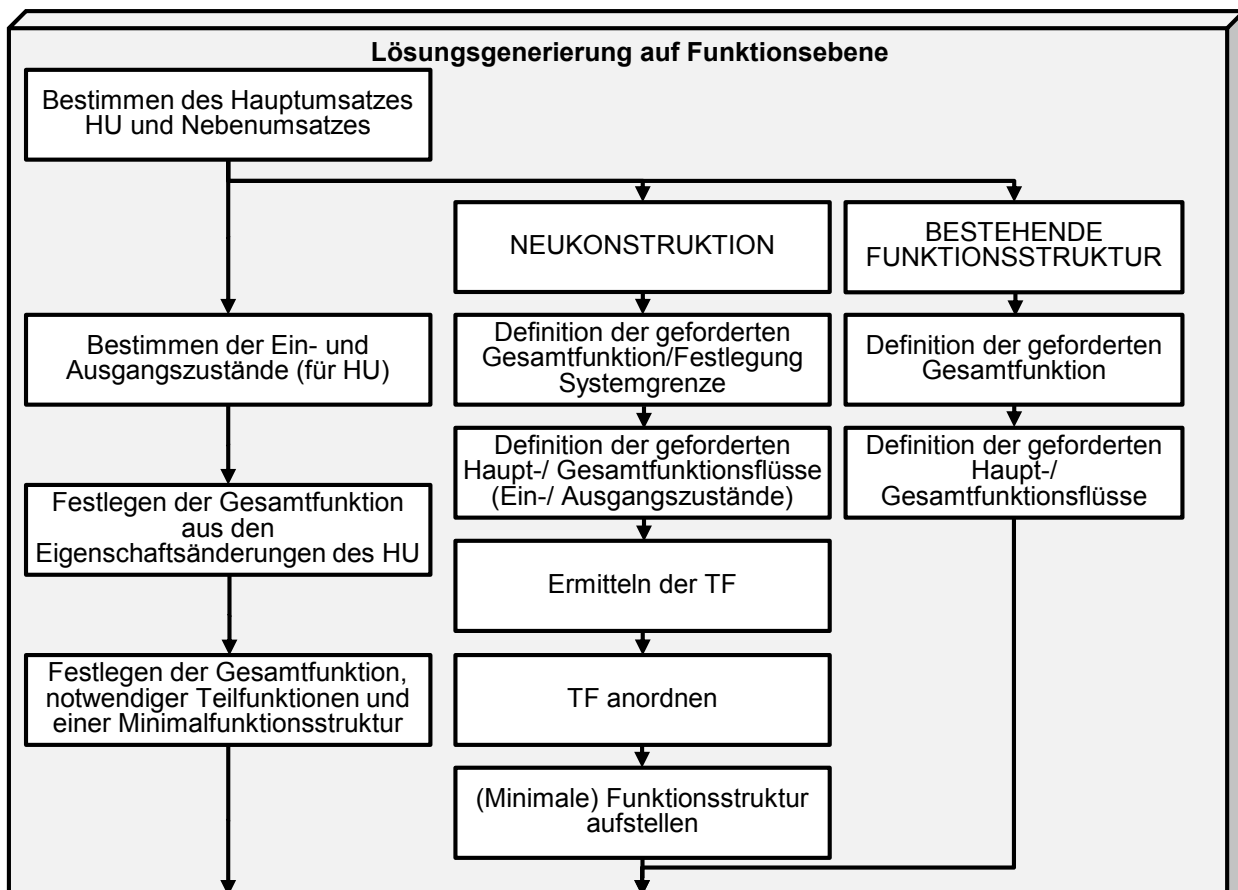 Lösungsgenerierung auf Funktionsebene
Bestimmen des Hauptumsatzes
HU und Nebenumsatzes
NEUKONSTRUKTION
BESTEHENDE
FUNKTIONSSTRUKTUR
Bestimmen der Ein- und
Ausgangszustände (für HU)
Definition der geforderten
Gesamtfunktion/Festlegung
Systemgrenze
Definition der geforderten
Gesamtfunktion
Definition der geforderten
Haupt-/ Gesamtfunktionsflüsse
(Ein-/ Ausgangszustände)
Definition der geforderten
Haupt-/
Gesamtfunktionsflüsse
Festlegen der Gesamtfunktion
aus den
Eigenschaftsänderungen des HU
Ermitteln der TF
Festlegen der Gesamtfunktion,
notwendiger Teilfunktionen und
einer Minimalfunktionsstruktur
TF anordnen
(Minimale) Funktionsstruktur
aufstellen